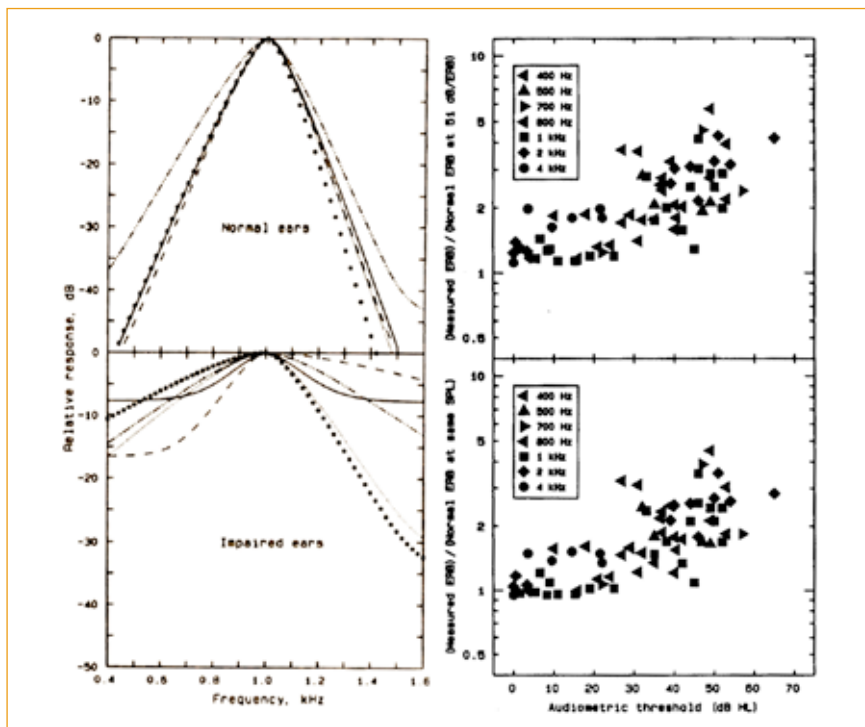 0
-10
-20
-30
-40
0
-10
-20
-30
-40
-50
Relative response, dB
Normal ears
Impaired ears
0.4 0.6 0.8 1.0 1.2 1.4 1.6
Frequency, kHz
10
5
2
1
0.5
(Measured ERB)/(Normal ERB at 51 dB/ERB)
400 Hz
500 Hz
700 Hz
800 Hz
1 kHz
2 kHz
4 kHz
10
5
2
1
0.5
(Measured ERB)/(Normal ERB at same SPL)
400 Hz
500 Hz
700 Hz
800 Hz
1 kHz
2 kHz
4 kHz
0 10 20 30 40 50 60 70
Audiometric threshold (dB HL)